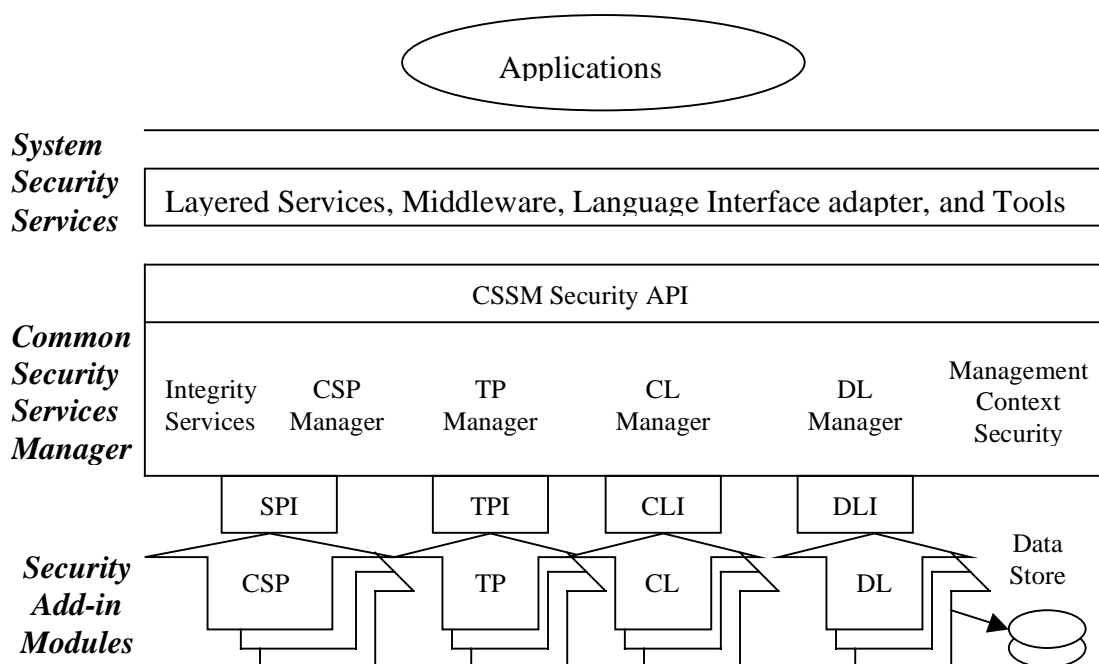 Applications
System
Security
Services
Layered Services, Middleware, Language Interface adapter, and Tools
CSSM Security API
Common
Security
Services
Manager
Integrity
Services
CSP
Manager
TP
Manager
CL
Manager
DL
Manager
Management
Context
Security
SPI
TPI
CLI
DLI
Security
Add-in
Modules
CSP
TP
CL
DL
Data
Store